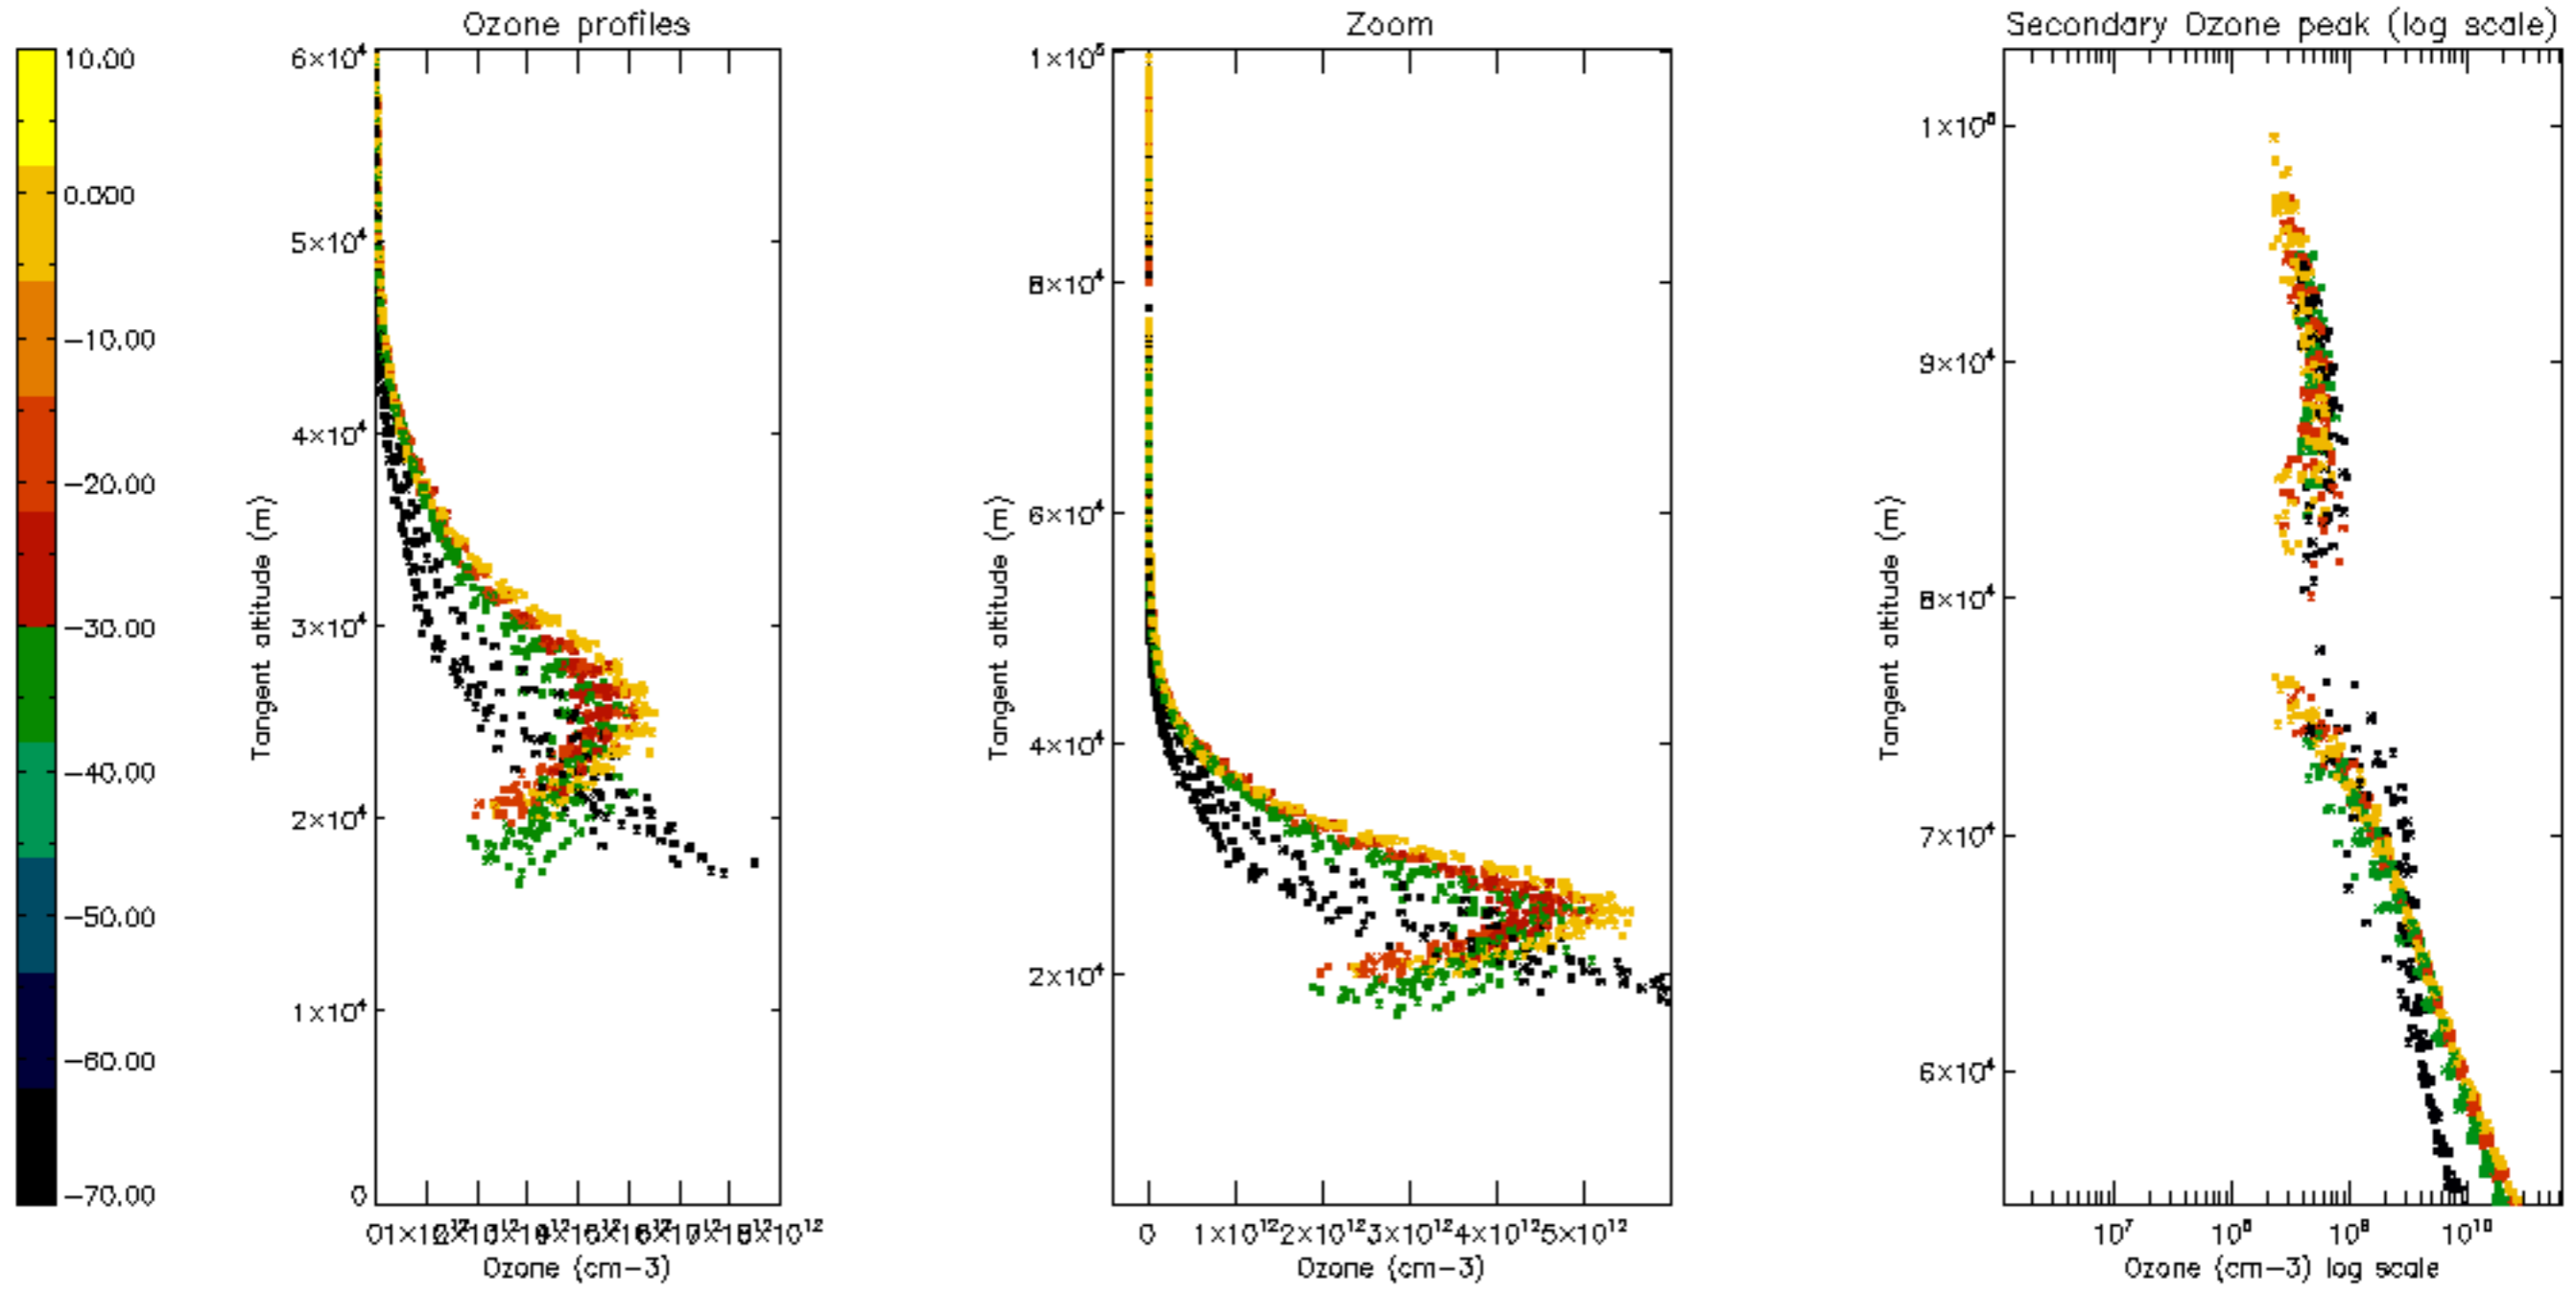 Ozone profiles
Zoom
Secondary Ozone peak (log scale)
10.00
0.000
−10.00
−20.00
−30.00
−40.00
−50.00
−60.00
−70.00
6×10⁴
5×10⁴
4×10⁴
3×10⁴
2×10⁴
1×10⁴
0
Tangent altitude (m)
Ozone (cm−3)
1×10⁵
8×10⁴
6×10⁴
4×10⁴
2×10⁴
Tangent altitude (m)
0 1×10¹² 2×10¹² 3×10¹² 4×10¹² 5×10¹²
Ozone (cm−3)
1×10⁵
9×10⁴
8×10⁴
7×10⁴
6×10⁴
Tangent altitude (m)
10⁷ 10⁸ 10⁹ 10¹⁰
Ozone (cm−3) log scale